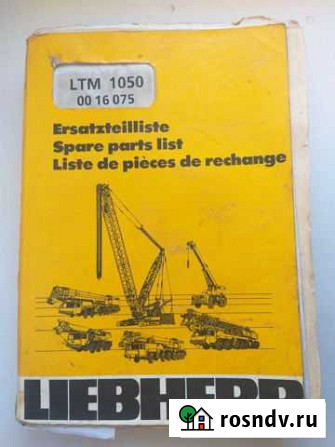 LTM 1050
00 16 075
Ersatzteilliste
Spare parts list
Liste de pièces de rechange
LIEBHERR
rosndv.ru